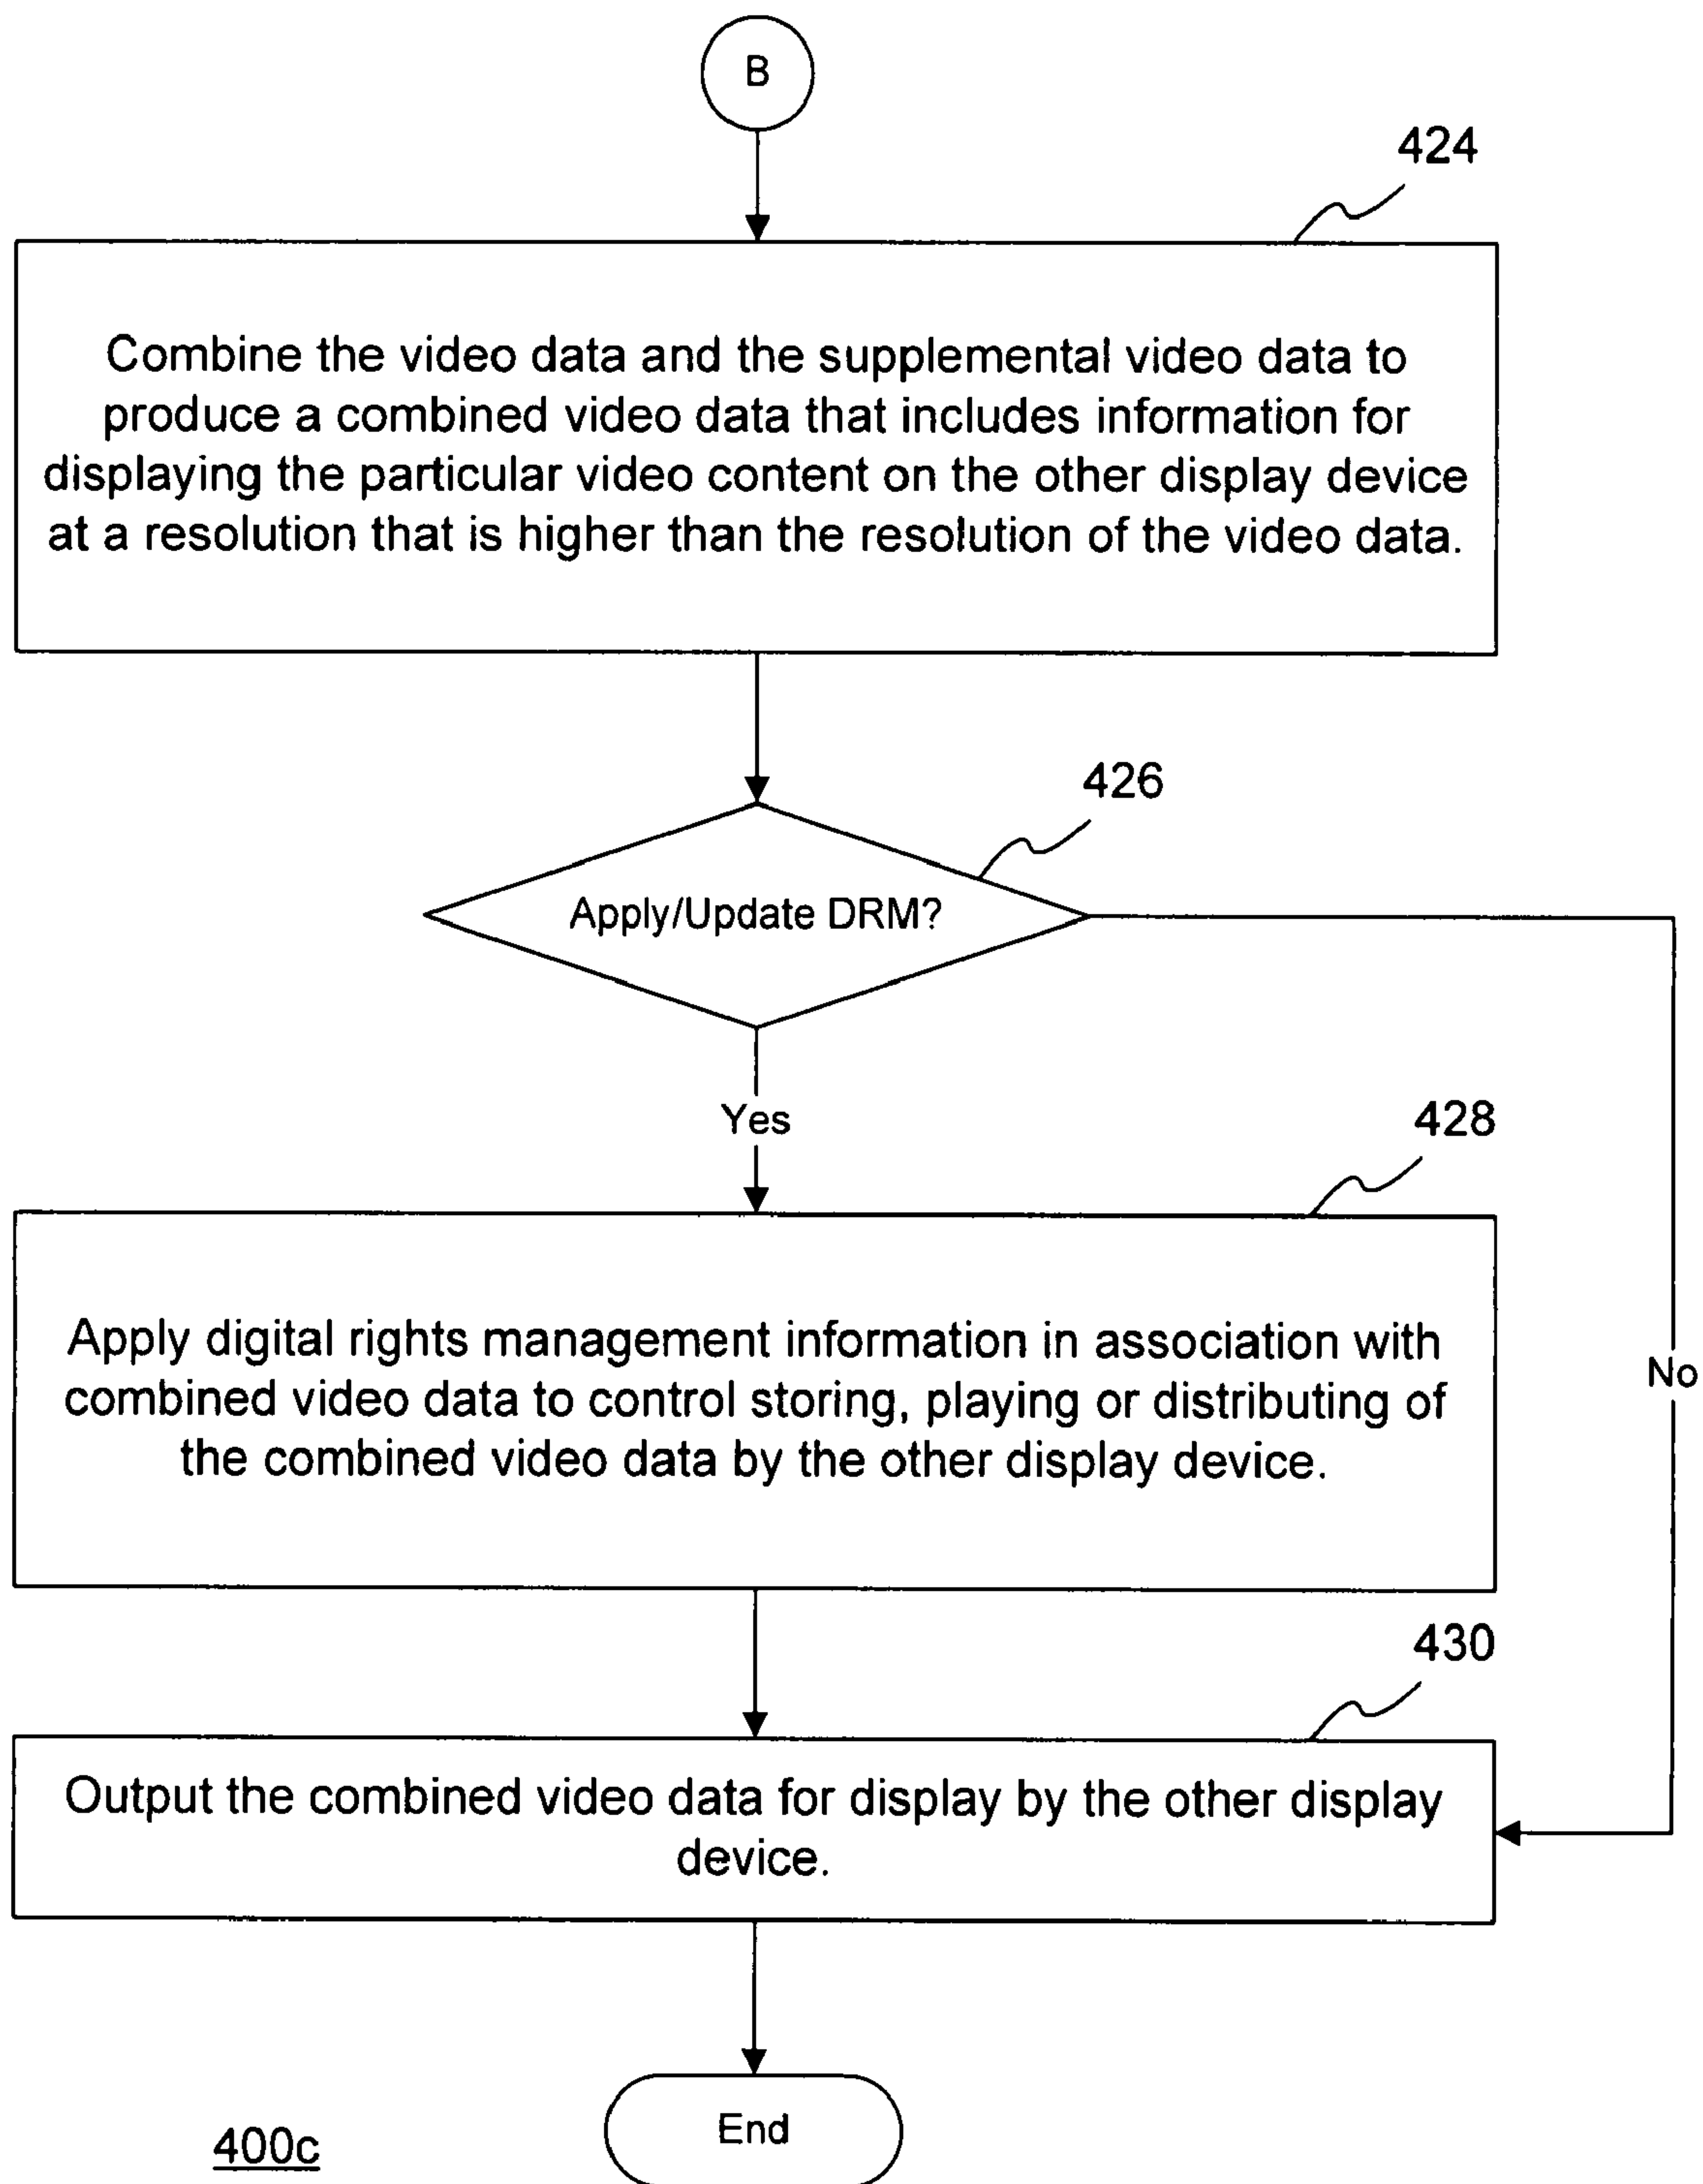 B
424
Combine the video data and the supplemental video data to
produce a combined video data that includes information for
displaying the particular video content on the other display device
at a resolution that is higher than the resolution of the video data.
426
Apply/Update DRM?
Yes
428
Apply digital rights management information in association with
combined video data to control storing, playing or distributing of
the combined video data by the other display device.
No
430
Output the combined video data for display by the other display
device.
End
400c